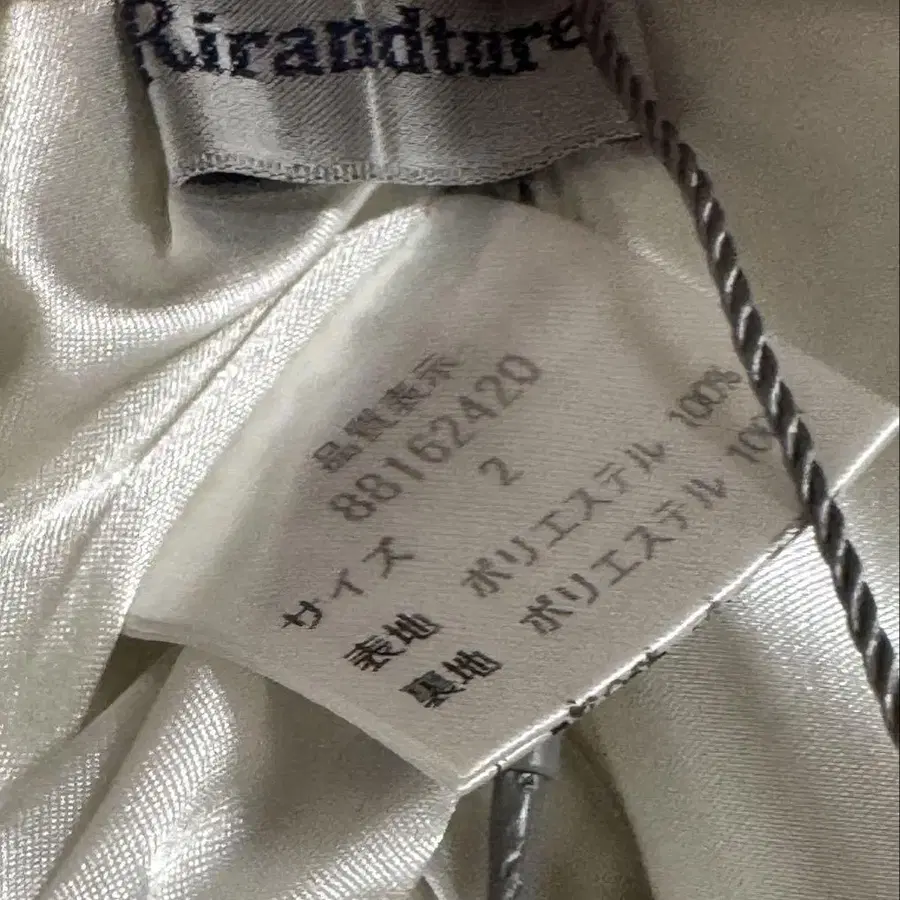 Rirandture
品質表示
88162420
サイズ 2
表地 ポリエステル 100%
裏地 ポリエステル